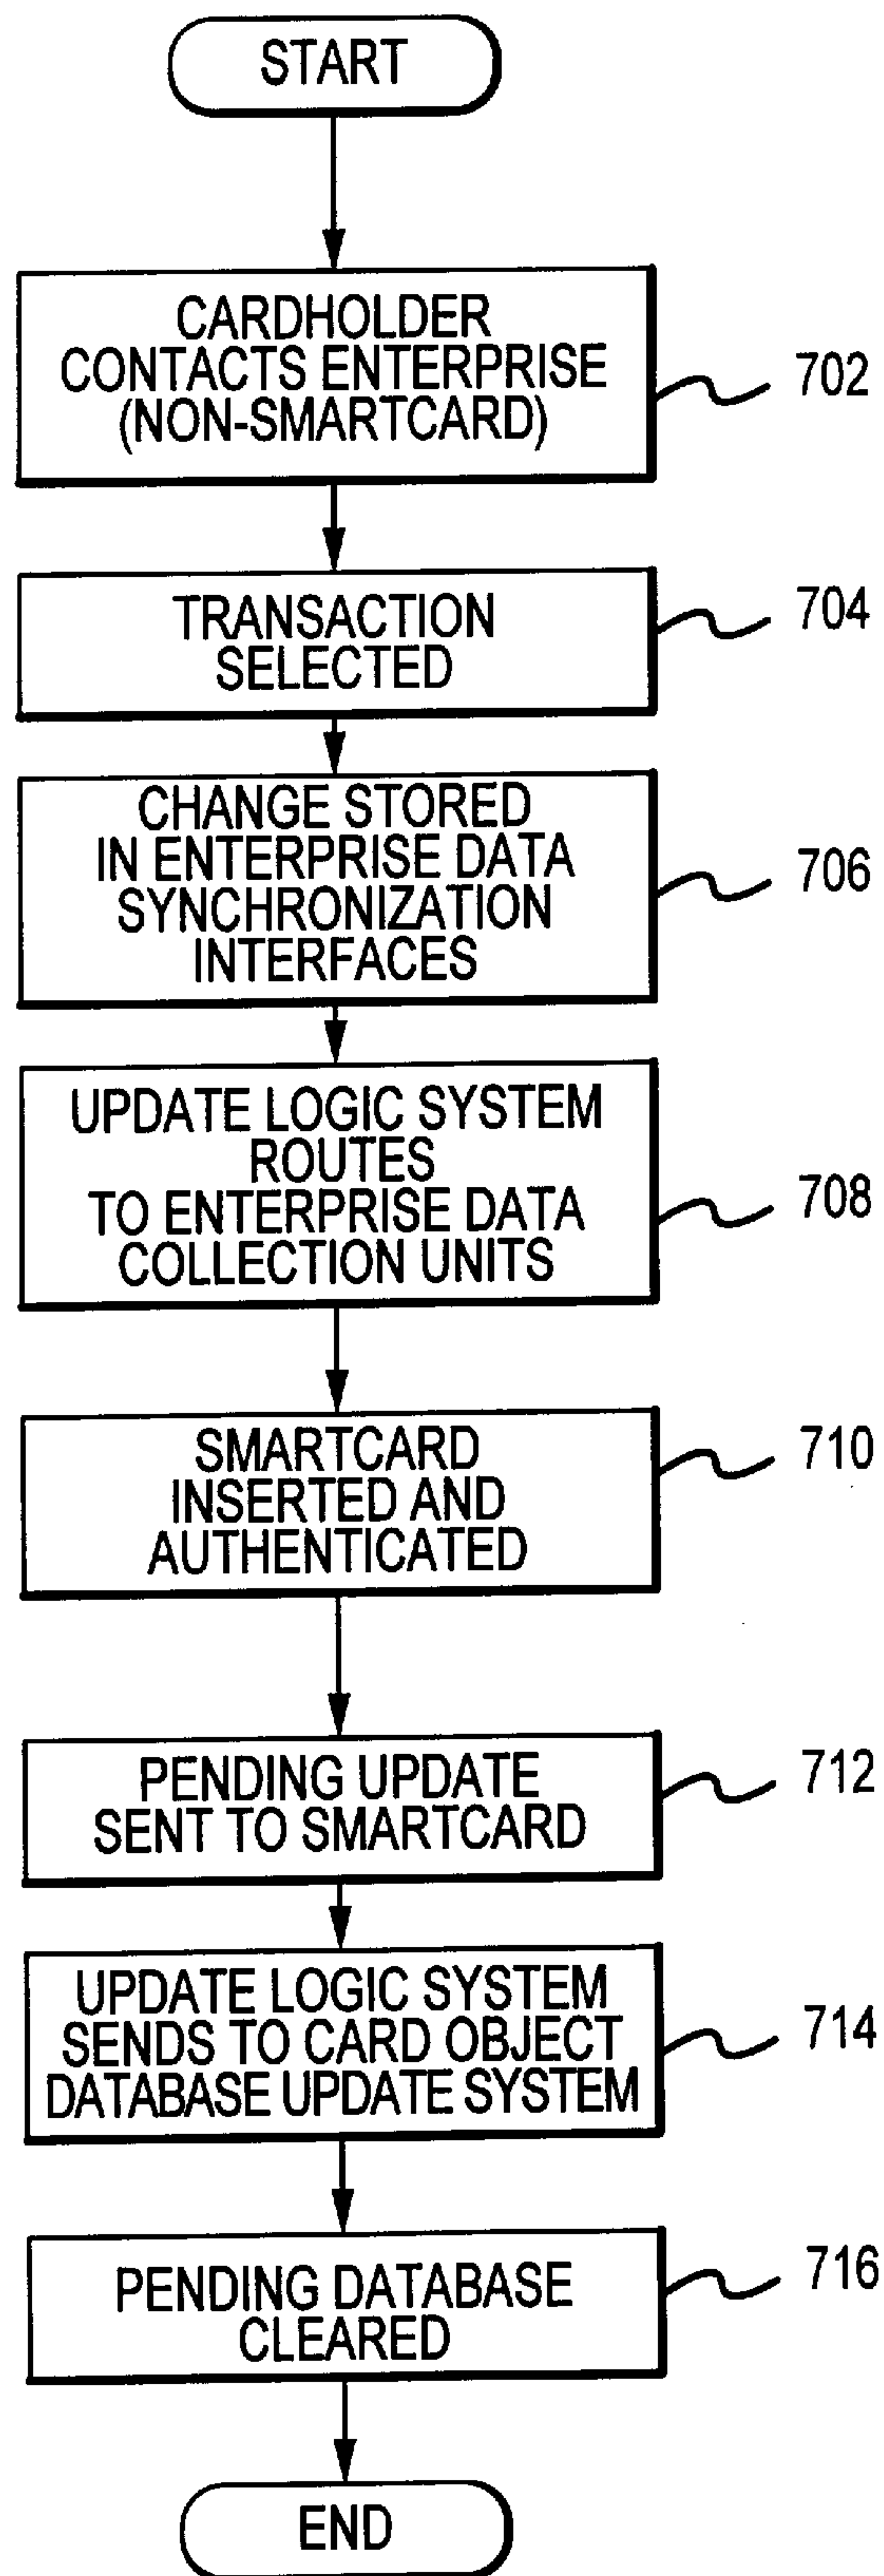 START
CARDHOLDER
CONTACTS ENTERPRISE
(NON-SMARTCARD)
702
TRANSACTION
SELECTED
704
CHANGE STORED
IN ENTERPRISE DATA
SYNCHRONIZATION
INTERFACES
706
UPDATE LOGIC SYSTEM
ROUTES
TO ENTERPRISE DATA
COLLECTION UNITS
708
SMARTCARD
INSERTED AND
AUTHENTICATED
710
PENDING UPDATE
SENT TO SMARTCARD
712
UPDATE LOGIC SYSTEM
SENDS TO CARD OBJECT
DATABASE UPDATE SYSTEM
714
PENDING DATABASE
CLEARED
716
END